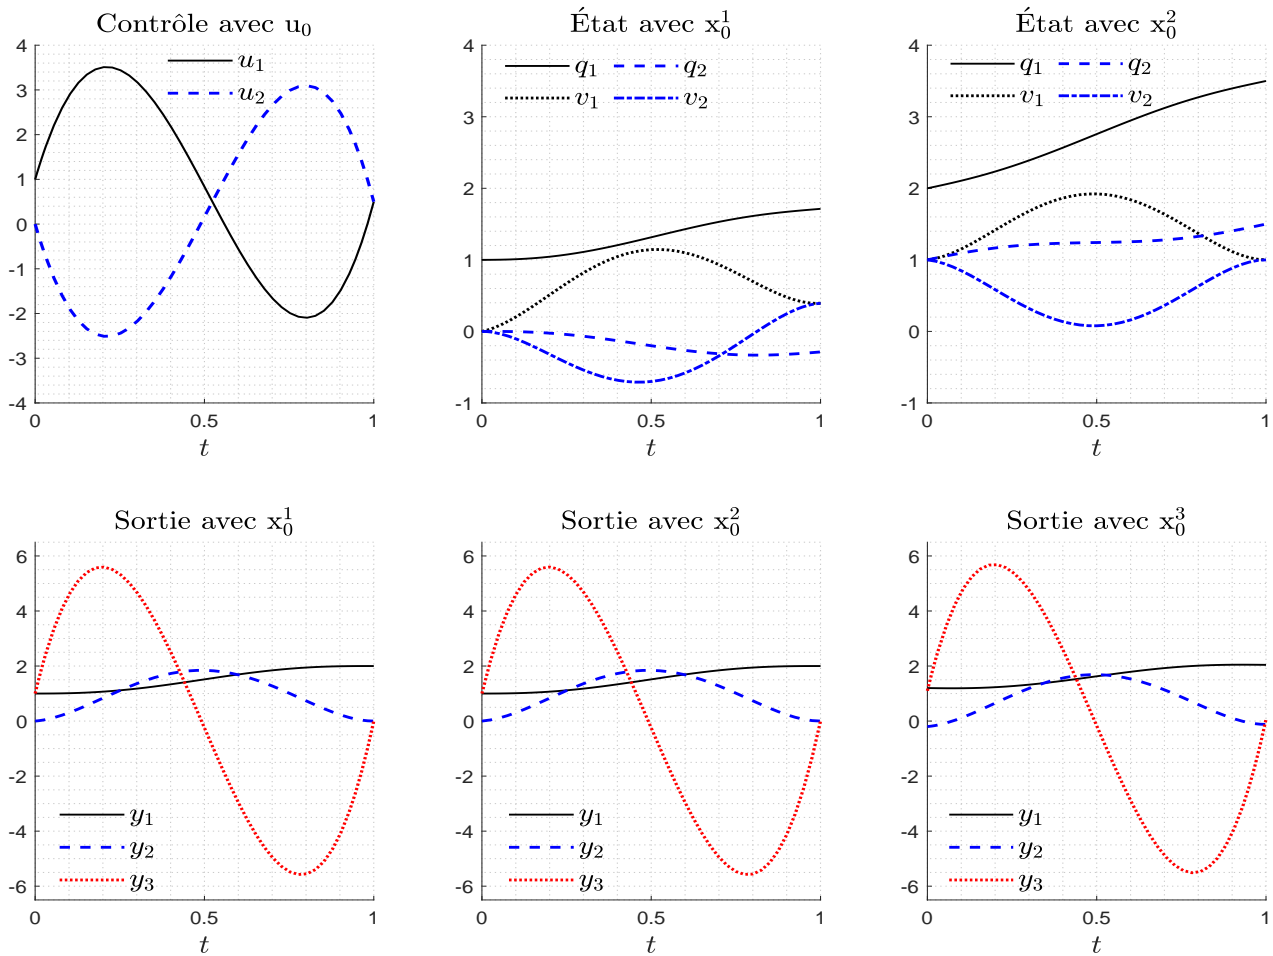 Contrôle avec u₀
4
3
2
1
0
-1
-2
-3
-4
0
0.5
1
t
u₁
u₂
État avec x₀¹
4
3
2
1
0
-1
0
0.5
1
t
q₁ q₂
v₁ v₂
État avec x₀²
4
3
2
1
0
-1
0
0.5
1
t
q₁ q₂
v₁ v₂
Sortie avec x₀¹
6
4
2
0
-2
-4
-6
0
0.5
1
t
y₁
y₂
y₃
Sortie avec x₀²
6
4
2
0
-2
-4
-6
0
0.5
1
t
y₁
y₂
y₃
Sortie avec x₀³
6
4
2
0
-2
-4
-6
0
0.5
1
t
y₁
y₂
y₃